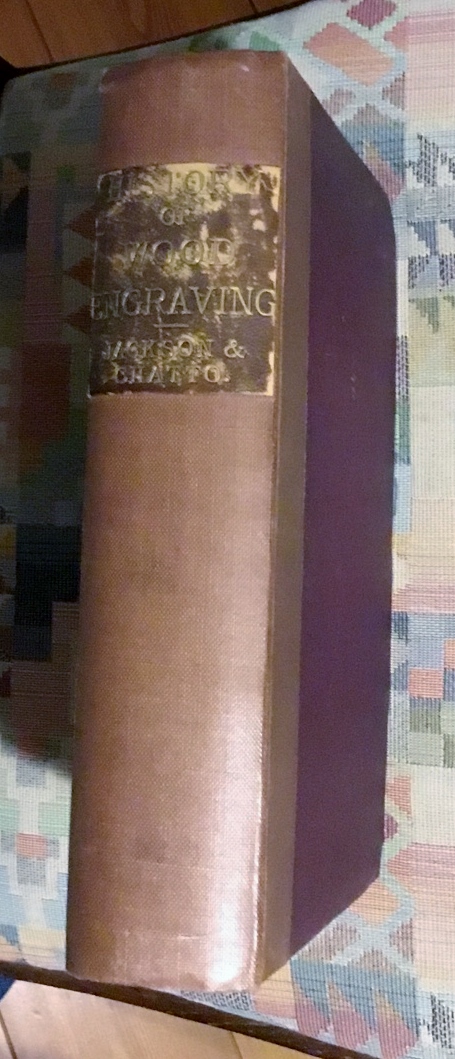 HISTORY
OF
WOOD
ENGRAVING
JACKSON &
CHATTO.